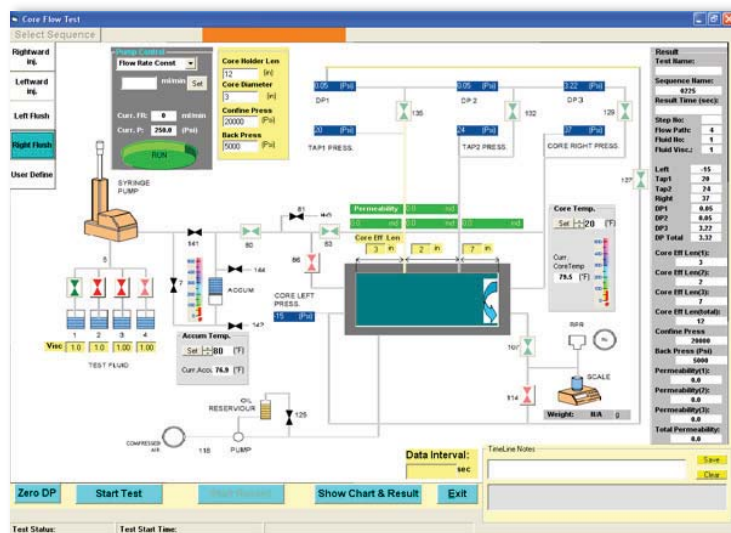 Core Flow Test
Select Sequence
Rightward inj.
Leftward inj.
Left Flush
Right Flush
User Define
Pump Control
Flow Rate Const
ml/min
Set
Curr. FR: 0 ml/min
Curr. P: 250.0 (Psi)
RUN
Core Holder Len
12 (in)
Core Diameter
3 (in)
Confine Press
20000 (Psi)
Back Press
5000 (Psi)
0.05 (Psi)
DP1
0.05 (Psi)
DP 2
3.22 (Psi)
DP3
135
132
129
127
20 (Psi)
TAP1 PRESS.
24 (Psi)
TAP2 PRESS.
37 (Psi)
CORE RIGHT PRESS.
SYRINGE
PUMP
141
80
81
83
86
144
142
7
5
ACCUM
Permeability 0.0 md
0.0 md 0.0 md 0.0 md
Core Eff. Len
3 in 2 in 7 in
Core Temp.
Set 20 (°F)
Curr.
CoreTemp
79.5 (°F)
CORE LEFT
PRESS.
-15 (Psi)
1 2 3 4
Visc 1.0 1.0 1.00 1.00
TEST FLUID
Accum Temp.
Set 80 (°F)
Curr.Accu 76.9 (°F)
OIL
RESERVOUR
125
COMPRESSED
AIR
118
PUMP
107
114
BPR
N₂
SCALE
Weight: N/A g
Result
Test Name:
Sequence Name:
0225
Result Time (sec):
Step No:
Flow Path: 4
Fluid No: 1
Fluid Visc.: 1
Left -15
Tap1 20
Tap2 24
Right 37
DP1 0.05
DP2 0.05
DP3 3.22
DP Total 3.32
Core Eff Len(1):
3
Core Eff Len(2):
2
Core Eff Len(3):
7
Core Eff Len(total):
12
Confine Press
20000
Back Press (Psi)
5000
Permeability(1):
0.0
Permeability(2):
0.0
Permeability(3):
0.0
Total Permeability:
0.0
Data Interval:
sec
TimeLine Notes
Save
Clear
Zero DP
Start Test
Show Chart & Result
Exit
Test Status:
Test Start Time: